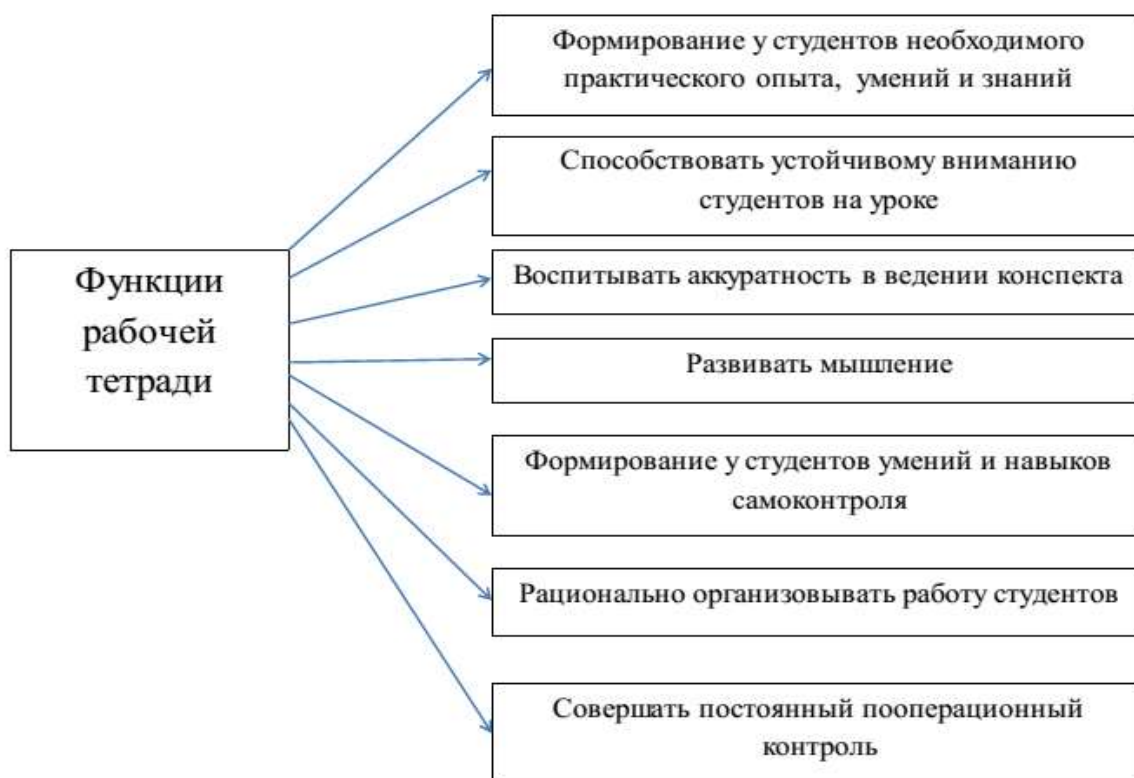 Функции
рабочей
тетради
Формирование у студентов необходимого
практического опыта, умений и знаний
Способствовать устойчивому вниманию
студентов на уроке
Воспитывать аккуратность в ведении конспекта
Развивать мышление
Формирование у студентов умений и навыков
самоконтроля
Рационально организовывать работу студентов
Совершать постоянный пооперационный
контроль